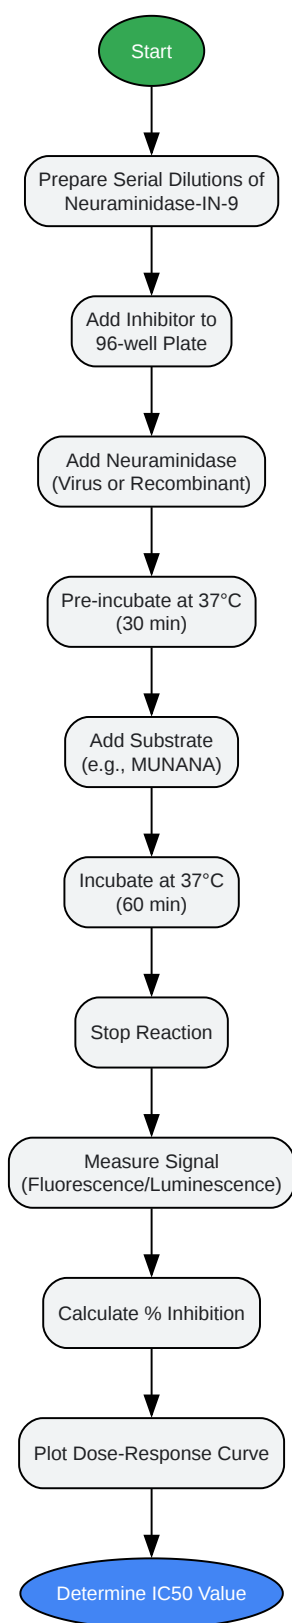 Start
Prepare Serial Dilutions of
Neuraminidase-IN-9
Add Inhibitor to
96-well Plate
Add Neuraminidase
(Virus or Recombinant)
Pre-incubate at 37°C
(30 min)
Add Substrate
(e.g., MUNANA)
Incubate at 37°C
(60 min)
Stop Reaction
Measure Signal
(Fluorescence/Luminescence)
Calculate % Inhibition
Plot Dose-Response Curve
Determine IC50 Value